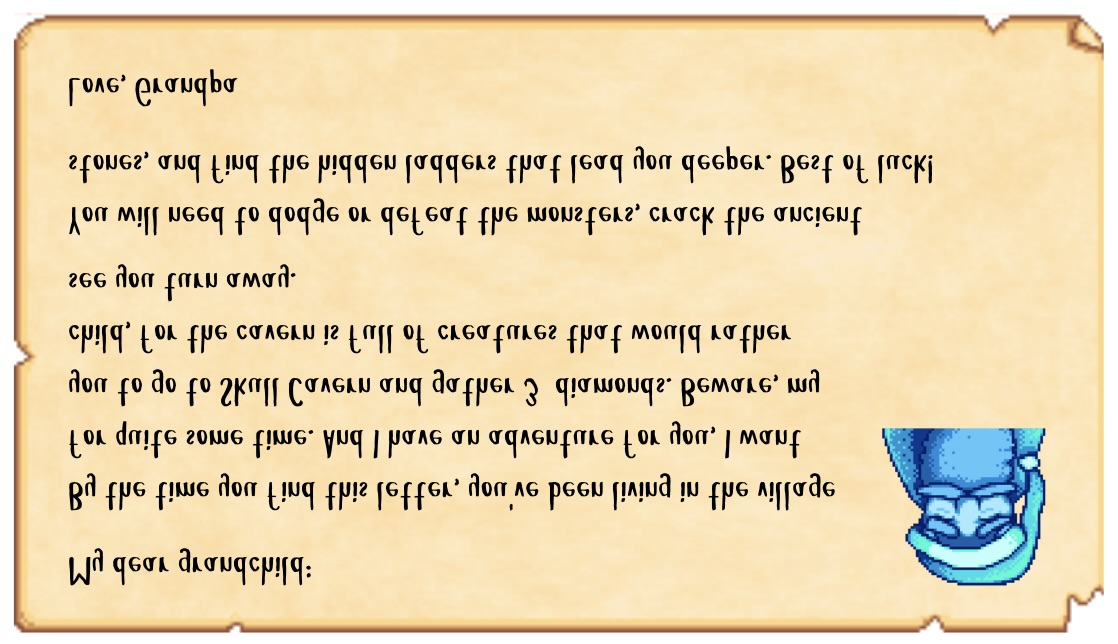 My dear grandchild:
By the time you find this letter, you've been living in the village
for quite some time. And I have an adventure for you, I want
you to go to Skull Cavern and gather 3 diamonds. Beware, my
child, for the cavern is full of creatures that would rather
see you turn away.
You will need to dodge or defeat the monsters, crack the ancient
stones, and find the hidden ladders that lead you deeper. Best of luck!
Love, Grandpa